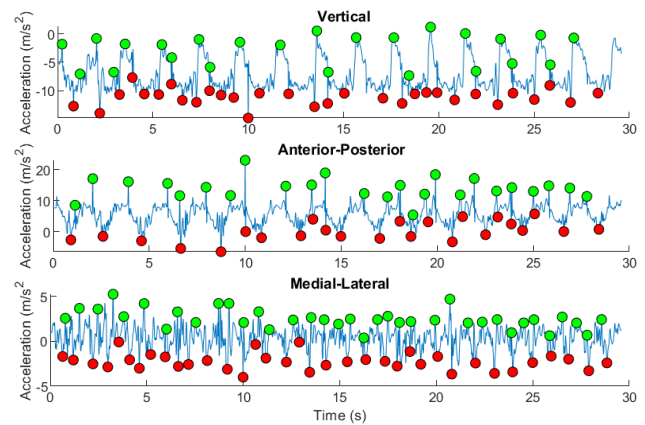 Vertical
Acceleration (m/s²)
0
-5
-10
0 5 10 15 20 25 30
Anterior-Posterior
Acceleration (m/s²)
20
10
0
0 5 10 15 20 25 30
Medial-Lateral
Acceleration (m/s²
5
0
-5
0 5 10 15 20 25 30
Time (s)